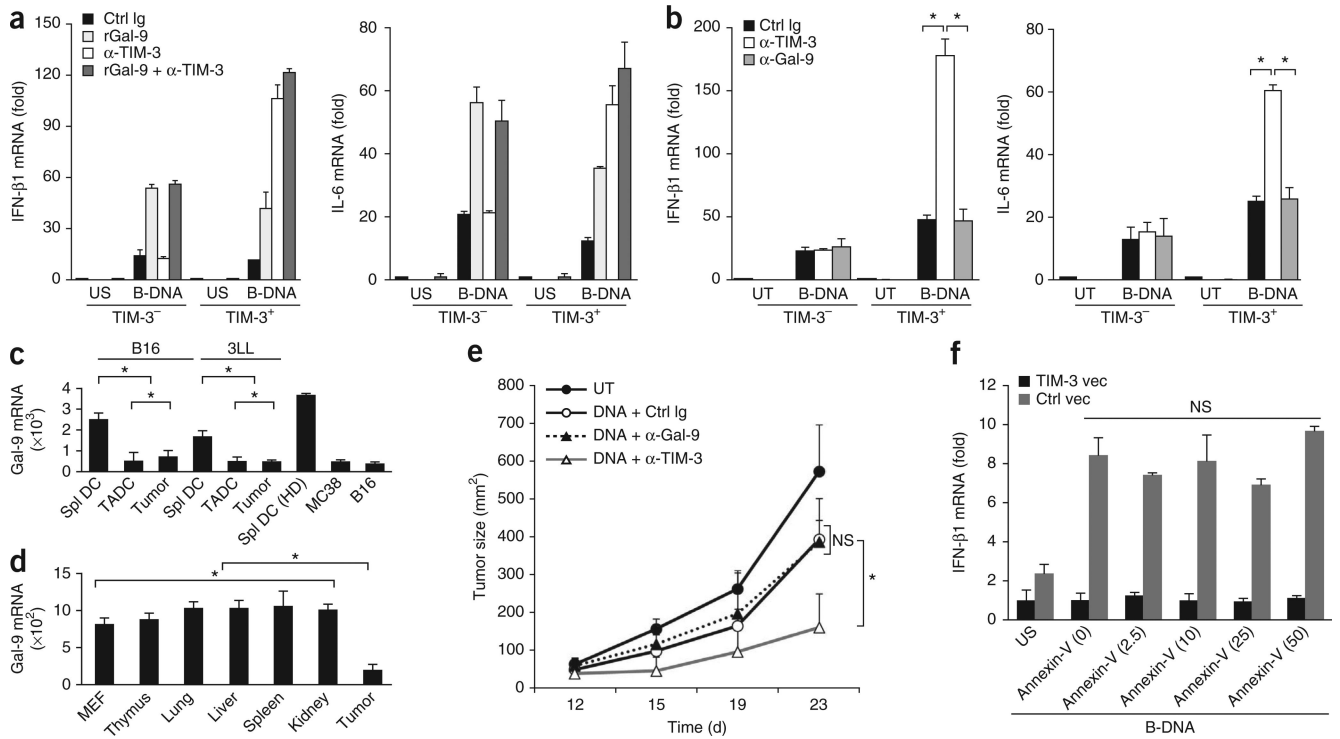 a
Ctrl Ig
rGal-9
α-TIM-3
rGal-9 + α-TIM-3
IFN-β1 mRNA (fold)
150
120
90
60
30
0
US B-DNA US B-DNA
TIM-3– TIM-3+
IL-6 mRNA (fold)
80
60
40
20
0
US B-DNA US B-DNA
TIM-3– TIM-3+
b
Ctrl Ig
α-TIM-3
α-Gal-9
IFN-β1 mRNA (fold)
200
150
100
50
0
* *
UT B-DNA UT B-DNA
TIM-3– TIM-3+
IL-6 mRNA (fold)
80
60
40
20
0
* *
UT B-DNA UT B-DNA
TIM-3– TIM-3+
c
B16 3LL
* *
* *
Gal-9 mRNA
(×10³)
4
3
2
1
0
Spl DC TADC Tumor Spl DC TADC Tumor Spl DC (HD) MC38 B16
d
*
*
Gal-9 mRNA
(×10²)
15
10
5
0
MEF Thymus Lung Liver Spleen Kidney Tumor
e
UT
DNA + Ctrl Ig
DNA + α-Gal-9
DNA + α-TIM-3
Tumor size (mm²)
800
700
600
500
400
300
200
100
0
NS
*
12 15 19 23
Time (d)
f
TIM-3 vec
Ctrl vec
NS
IFN-β1 mRNA (fold)
12
10
8
6
4
2
0
US Annexin-V (0) Annexin-V (2.5) Annexin-V (10) Annexin-V (25) Annexin-V (50)
B-DNA